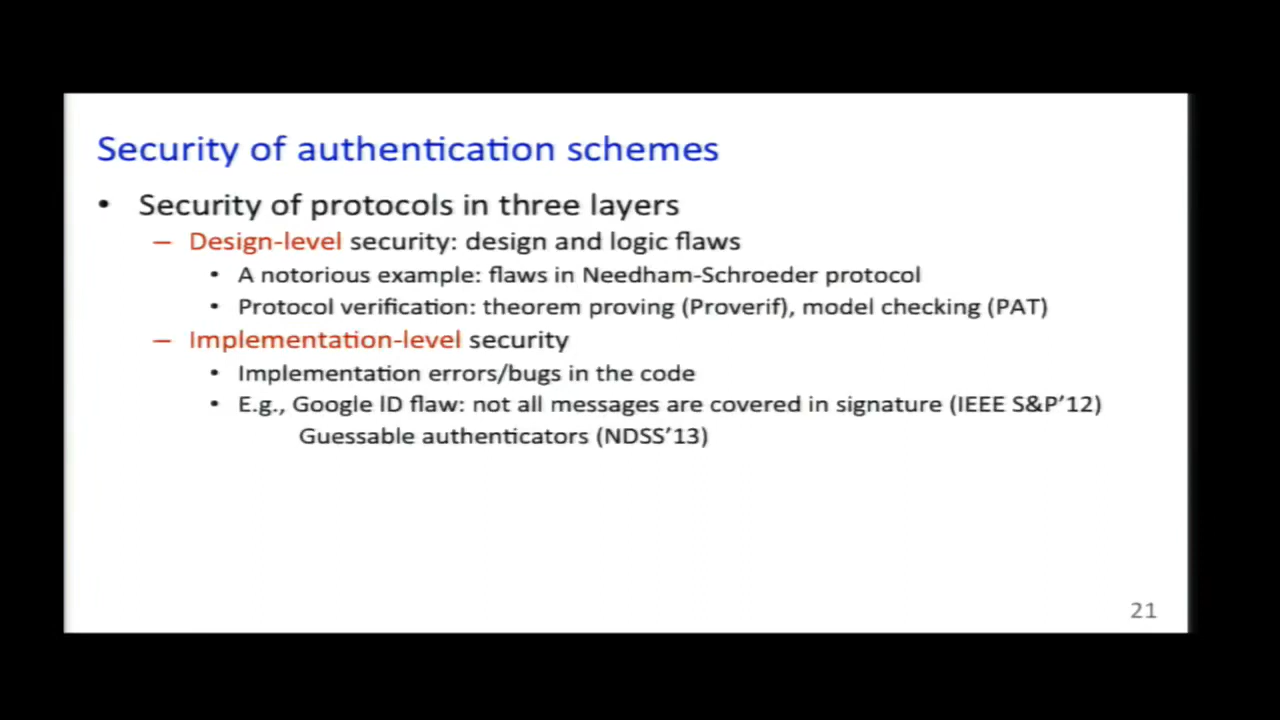 Security of authentication schemes
• Security of protocols in three layers
– Design-level security: design and logic flaws
• A notorious example: flaws in Needham-Schroeder protocol
• Protocol verification: theorem proving (Proverif), model checking (PAT)
– Implementation-level security
• Implementation errors/bugs in the code
• E.g., Google ID flaw: not all messages are covered in signature (IEEE S&P'12)
Guessable authenticators (NDSS'13)
21